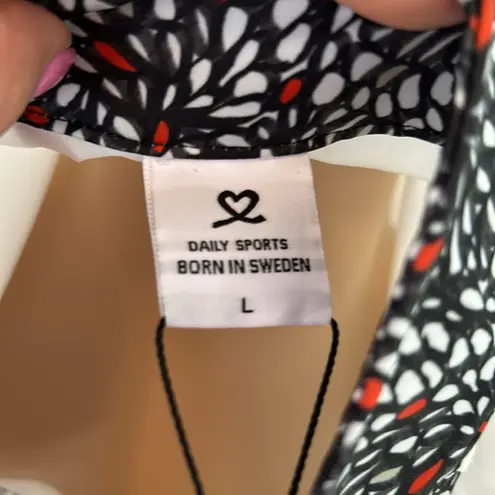 DAILY SPORTS
BORN IN SWEDEN
L